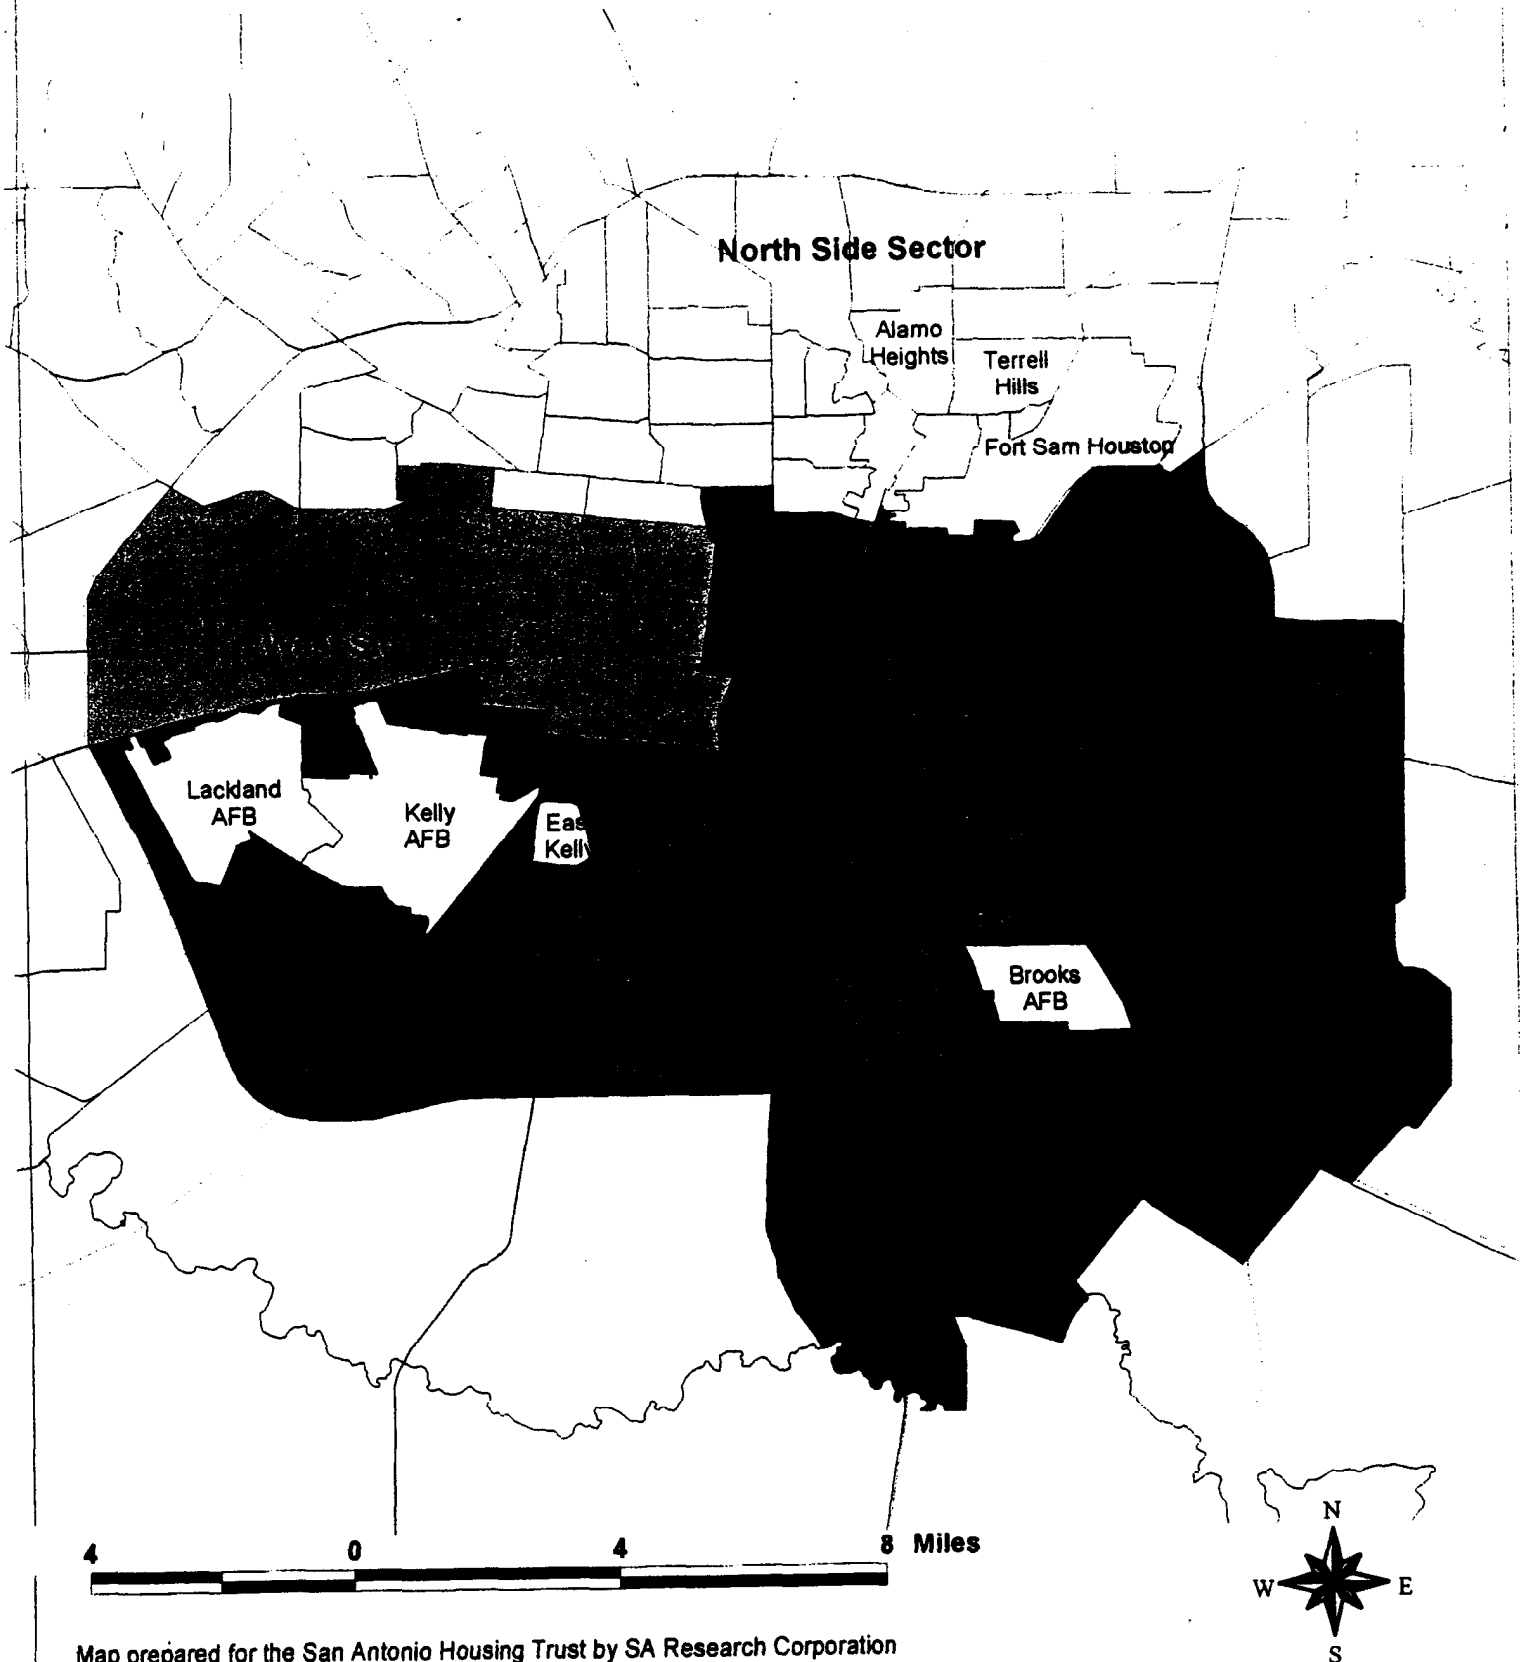 North Side Sector
Alamo
Heights
Terrell
Hills
Fort Sam Houston
Lackland
AFB
Kelly
AFB
Eas
Kelly
Brooks
AFB
4 0 4 8 Miles
N
W E
S
Map prepared for the San Antonio Housing Trust by SA Research Corporation